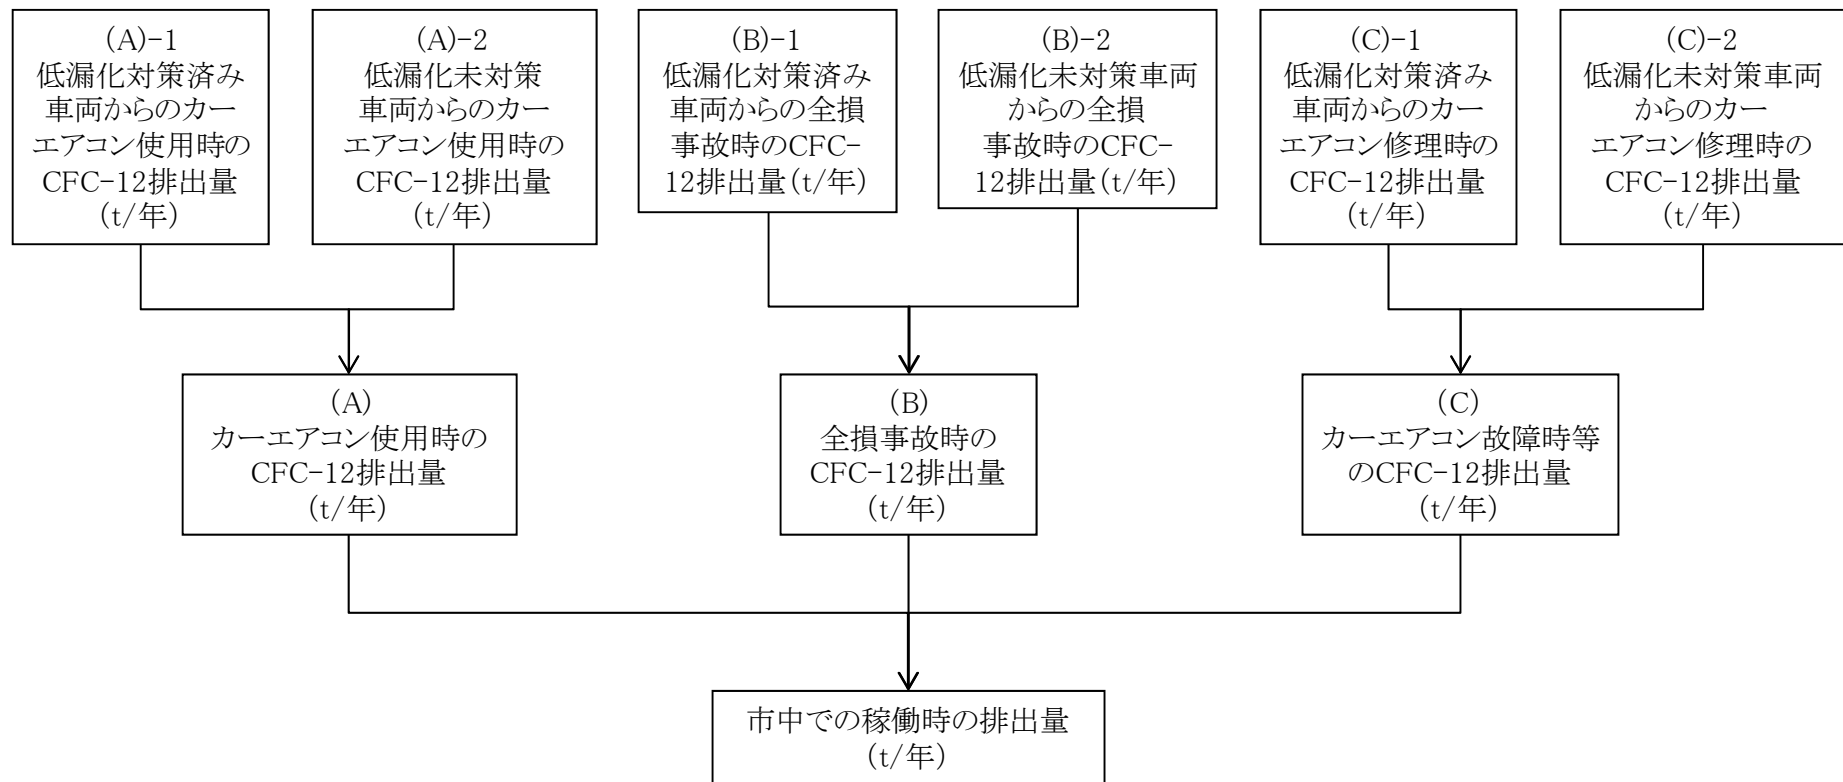 (A)-1
低漏化対策済み
車両からのカー
エアコン使用時の
CFC-12排出量
(t/年)
(A)-2
低漏化未対策
車両からのカー
エアコン使用時の
CFC-12排出量
(t/年)
(B)-1
低漏化対策済み
車両からの全損
事故時のCFC-
12排出量(t/年)
(B)-2
低漏化未対策車両
からの全損
事故時のCFC-
12排出量(t/年)
(C)-1
低漏化対策済み
車両からのカー
エアコン修理時の
CFC-12排出量
(t/年)
(C)-2
低漏化未対策車両
からのカー
エアコン修理時の
CFC-12排出量
(t/年)
(A)
カーエアコン使用時の
CFC-12排出量
(t/年)
(B)
全損事故時の
CFC-12排出量
(t/年)
(C)
カーエアコン故障時等
のCFC-12排出量
(t/年)
市中での稼働時の排出量
(t/年)